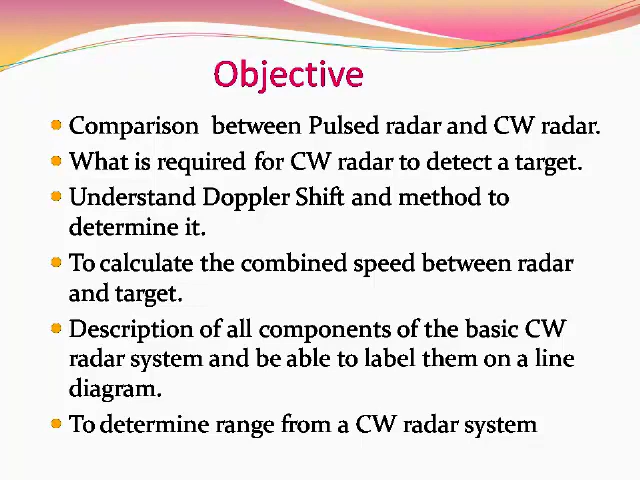 Objective
Comparison between Pulsed radar and CW radar.
What is required for CW radar to detect a target.
Understand Doppler Shift and method to
determine it.
To calculate the combined speed between radar
and target.
Description of all components of the basic CW
radar system and be able to label them on a line
diagram.
To determine range from a CW radar system